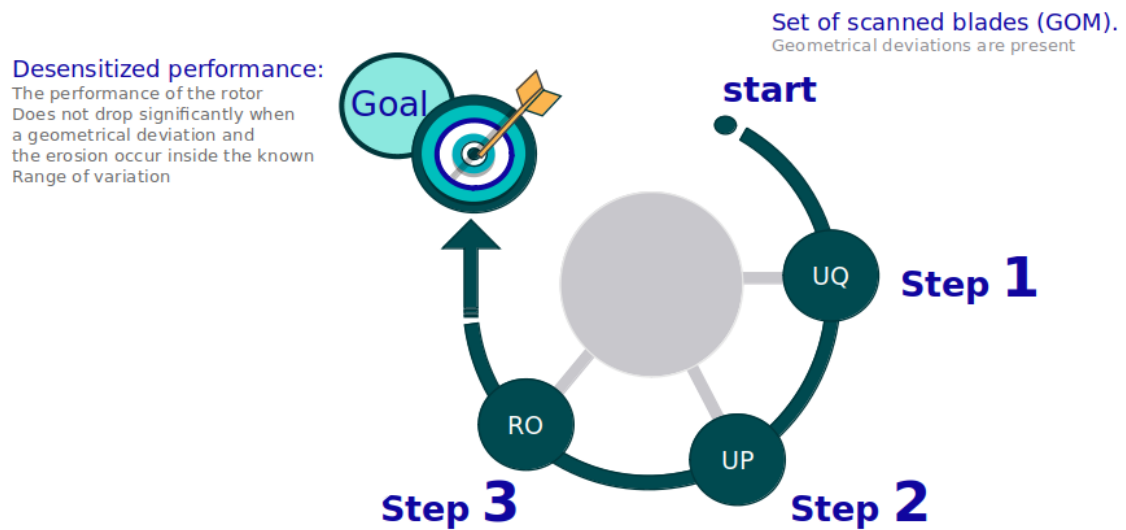 Set of scanned blades (GOM).
Geometrical deviations are present
start
Desensitized performance:
The performance of the rotor
Does not drop significantly when
a geometrical deviation and
the erosion occur inside the known
Range of variation
Goal
UQ
Step 1
UP
Step 2
RO
Step 3